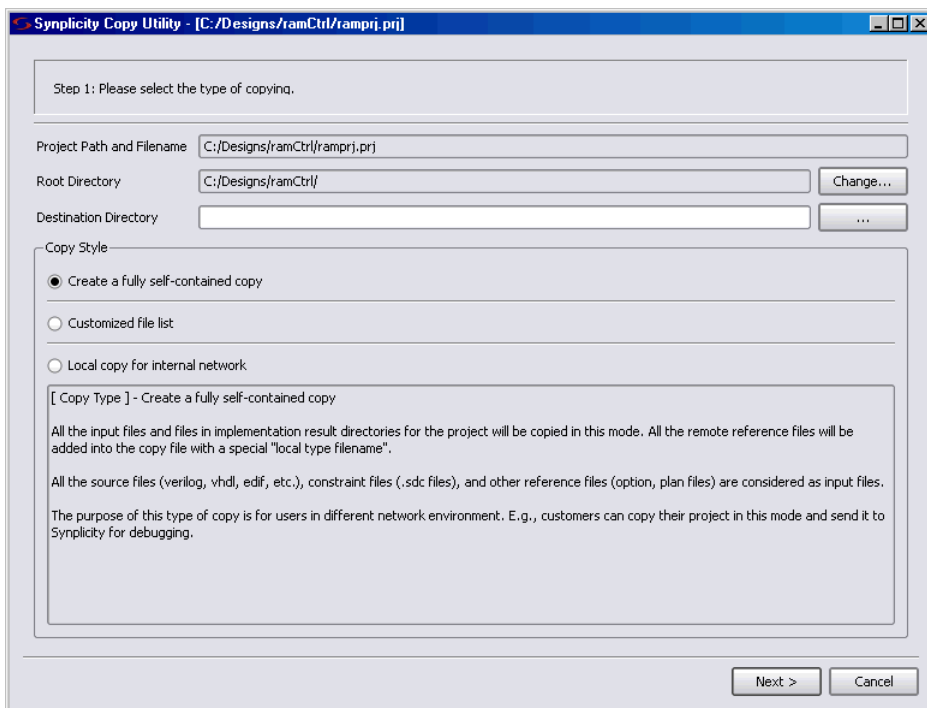 Synplicity Copy Utility - [C:/Designs/ramCtrl/ramprj.prj]
Step 1: Please select the type of copying.
Project Path and Filename C:/Designs/ramCtrl/ramprj.prj
Root Directory C:/Designs/ramCtrl/ Change...
Destination Directory ...
Copy Style
Create a fully self-contained copy
Customized file list
Local copy for internal network
[ Copy Type ] - Create a fully self-contained copy
All the input files and files in implementation result directories for the project will be copied in this mode. All the remote reference files will be
added into the copy file with a special "local type filename".
All the source files (verilog, vhdl, edif, etc.), constraint files (.sdc files), and other reference files (option, plan files) are considered as input files.
The purpose of this type of copy is for users in different network environment. E.g., customers can copy their project in this mode and send it to
Synplicity for debugging.
Next > Cancel